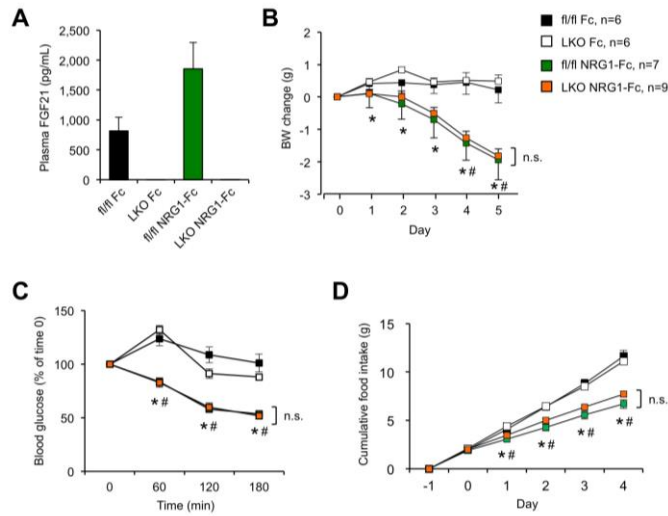 A
Plasma FGF21
(pg/mL)
2,500
2,000
1,500
1,000
500
0
fl/fl Fc
LKO Fc
fl/fl NRG1-Fc
LKO NRG1-Fc
B
BW change (g)
2
1
0
-1
-2
-3
* * * *# *#
n.s.
0 1 2 3 4 5
Day
fl/fl Fc, n=6
LKO Fc, n=6
fl/fl NRG1-Fc, n=7
LKO NRG1-Fc, n=9
C
Blood glucose (% of time 0)
150
100
50
0
*# *# *#
n.s.
0 60 120 180
Time (min)
D
Cumulative food intake (g)
15
10
5
0
*# *# *# *#
n.s.
-1 0 1 2 3 4
Day